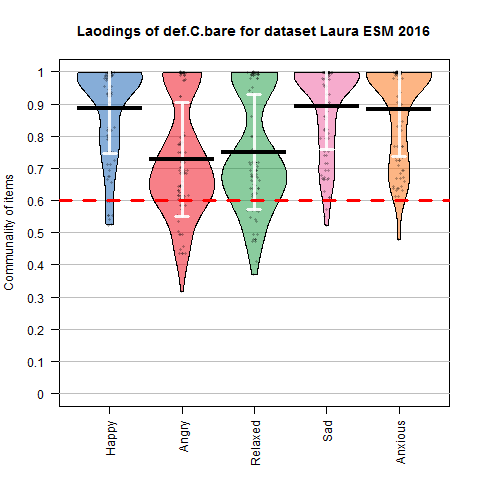 Laodings of def.C.bare for dataset Laura ESM 2016
Communality of items
1
0.9
0.8
0.7
0.6
0.5
0.4
0.3
0.2
0.1
0
Happy
Angry
Relaxed
Sad
Anxious